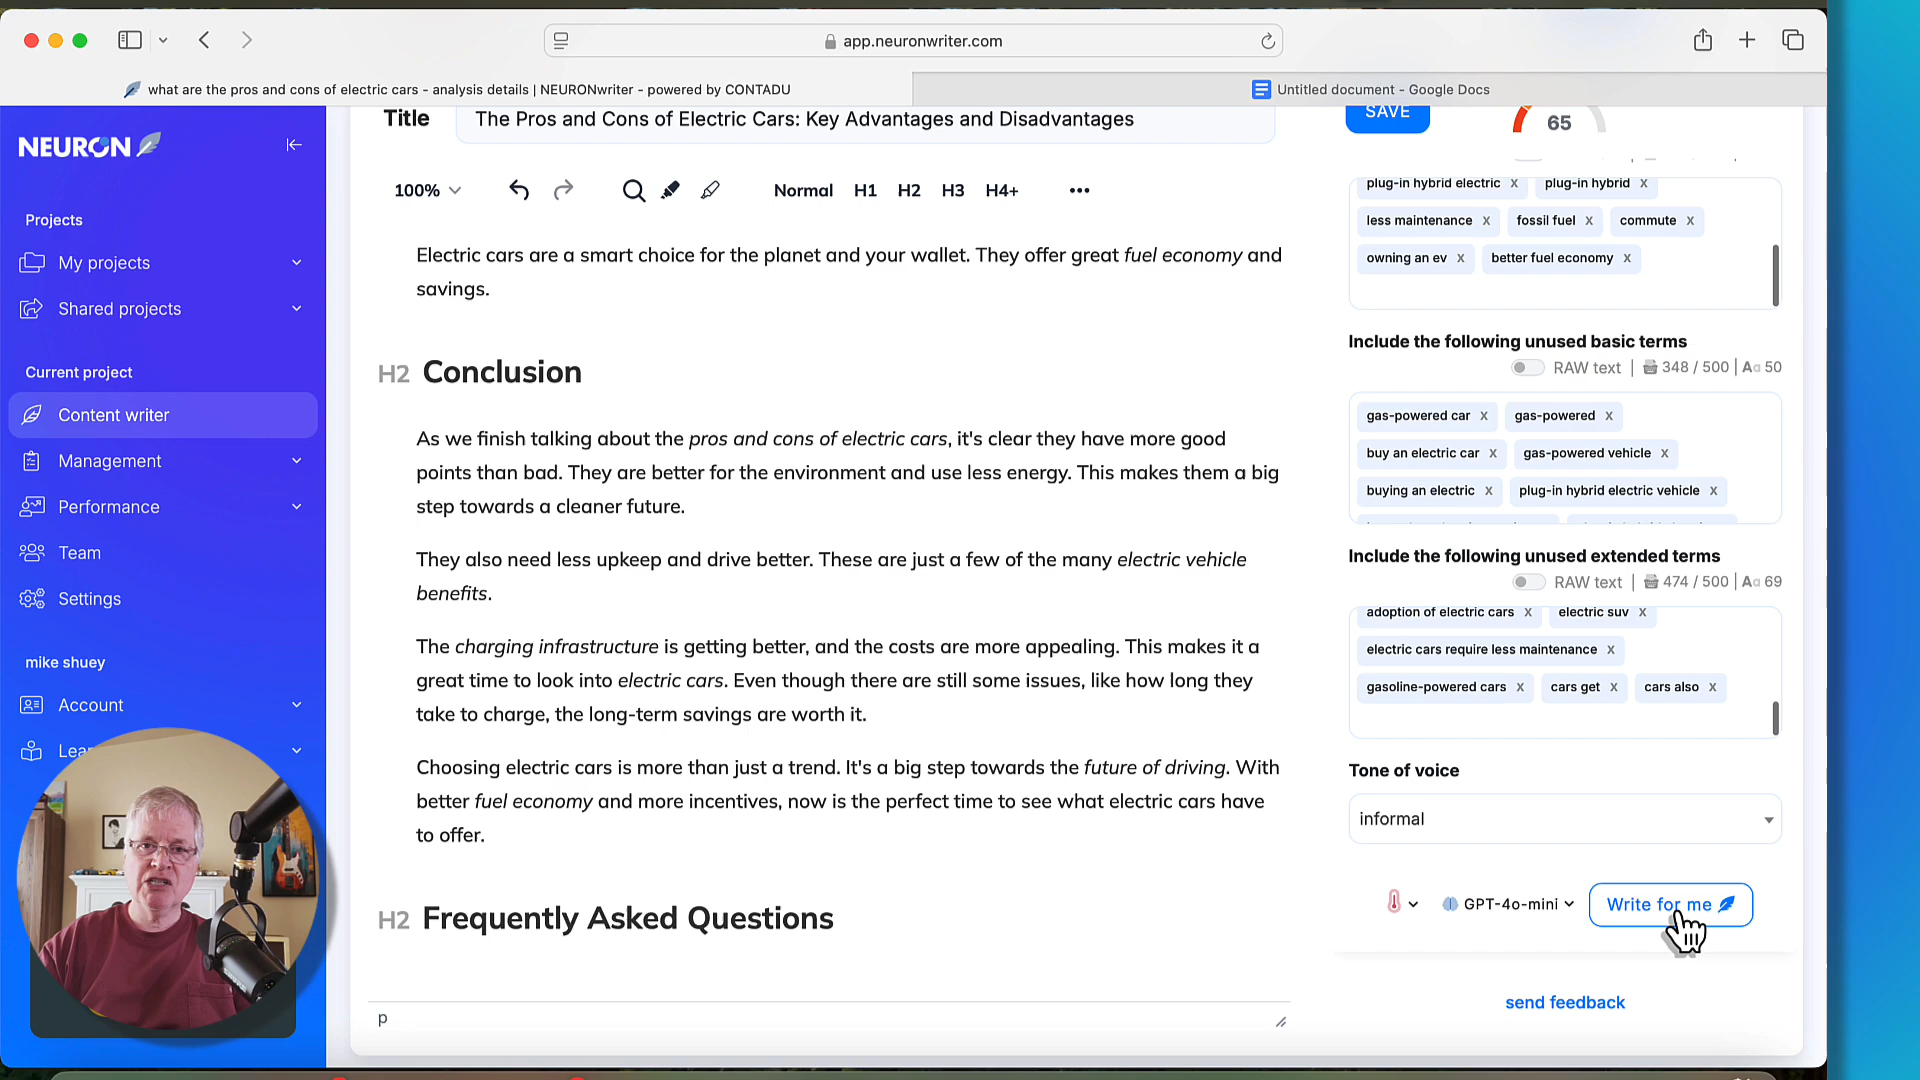 app.neuronwriter.com
what are the pros and cons of electric cars - analysis details | NEURONwriter - powered by CONTADU
Untitled document - Google Docs
NEURON
Projects
My projects
Shared projects
Current project
Content writer
Management
Performance
Team
Settings
mike shuey
Account
Title
The Pros and Cons of Electric Cars: Key Advantages and Disadvantages
100%
Normal H1 H2 H3 H4+
Electric cars are a smart choice for the planet and your wallet. They offer great fuel economy and
savings.
H2 Conclusion
As we finish talking about the pros and cons of electric cars, it's clear they have more good
points than bad. They are better for the environment and use less energy. This makes them a big
step towards a cleaner future.
They also need less upkeep and drive better. These are just a few of the many electric vehicle
benefits.
The charging infrastructure is getting better, and the costs are more appealing. This makes it a
great time to look into electric cars. Even though there are still some issues, like how long they
take to charge, the long-term savings are worth it.
Choosing electric cars is more than just a trend. It's a big step towards the future of driving. With
better fuel economy and more incentives, now is the perfect time to see what electric cars have
to offer.
H2 Frequently Asked Questions
p
SAVE
65
plug-in hybrid electric x plug-in hybrid x
less maintenance x fossil fuel x commute x
owning an ev x better fuel economy x
Include the following unused basic terms
RAW text | 348 / 500 | Aa 50
gas-powered car x gas-powered x
buy an electric car x gas-powered vehicle x
buying an electric x plug-in hybrid electric vehicle x
Include the following unused extended terms
RAW text | 474 / 500 | Aa 69
adoption of electric cars x electric suv x
electric cars require less maintenance x
gasoline-powered cars x cars get x cars also x
Tone of voice
informal
GPT-4o-mini
Write for me
send feedback